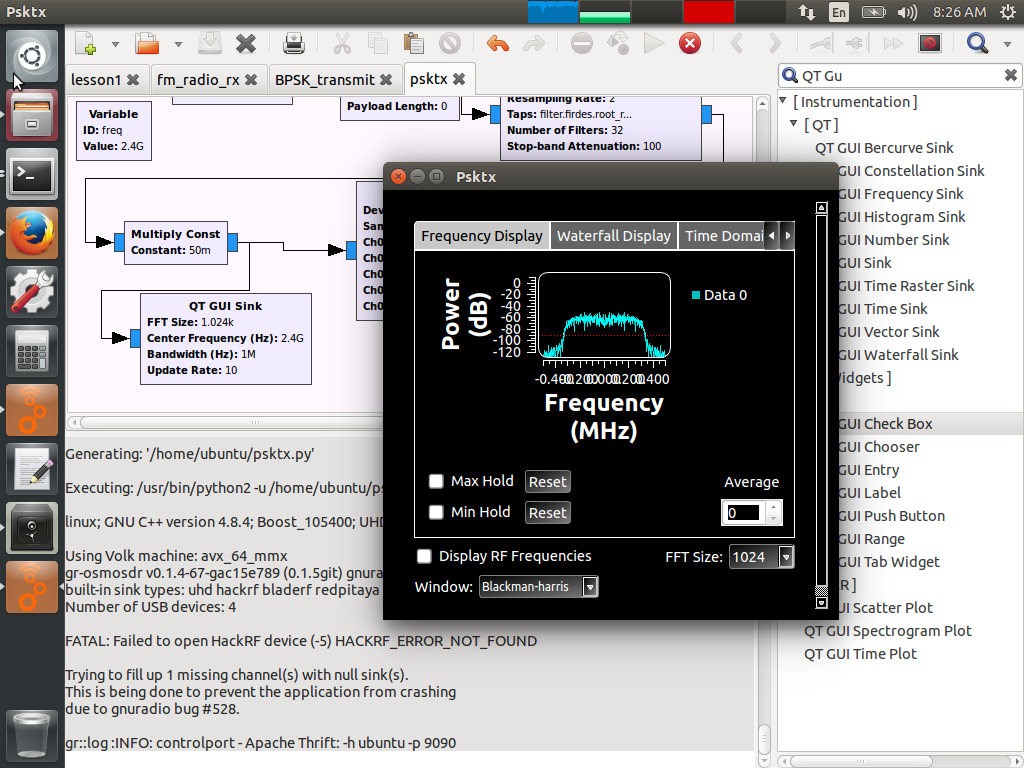 Psktx
En
8:26 AM
lesson1
fm_radio_rx
BPSK_transmit
psktx
QT Gu
Variable
ID: freq
Value: 2.4G
Payload Length: 0
Resampling Rate: 2
Taps: filter.firdes.root_r...
Number of Filters: 32
Stop-band Attenuation: 100
Multiply Const
Constant: 50m
Dev
San
Ch0
Ch0
Ch0
Ch0
Ch0
QT GUI Sink
FFT Size: 1.024k
Center Frequency (Hz): 2.4G
Bandwidth (Hz): 1M
Update Rate: 10
Psktx
Frequency Display
Waterfall Display
Time Domai
Power
(dB)
0
-20
-40
-60
-80
-100
-120
Data 0
Frequency
(MHz)
Max Hold
Reset
Min Hold
Reset
Average
0
Display RF Frequencies
FFT Size:
1024
Window:
Blackman-harris
[ Instrumentation ]
[ QT ]
QT GUI Bercurve Sink
GUI Constellation Sink
GUI Frequency Sink
GUI Histogram Sink
GUI Number Sink
GUI Sink
GUI Time Raster Sink
GUI Time Sink
GUI Vector Sink
GUI Waterfall Sink
idgets ]
GUI Check Box
GUI Chooser
GUI Entry
GUI Label
GUI Push Button
GUI Range
GUI Tab Widget
R ]
GUI Scatter Plot
QT GUI Spectrogram Plot
QT GUI Time Plot
Generating: '/home/ubuntu/psktx.py'
Executing: /usr/bin/python2 -u /home/ubuntu/ps
linux; GNU C++ version 4.8.4; Boost_105400; UHD
Using Volk machine: avx_64_mmx
gr-osmosdr v0.1.4-67-gac15e789 (0.1.5git) gnura
built-in sink types: uhd hackrf bladerf redpitaya
Number of USB devices: 4
FATAL: Failed to open HackRF device (-5) HACKRF_ERROR_NOT_FOUND
Trying to fill up 1 missing channel(s) with null sink(s).
This is being done to prevent the application from crashing
due to gnuradio bug #528.
gr::log :INFO: controlport - Apache Thrift: -h ubuntu -p 9090